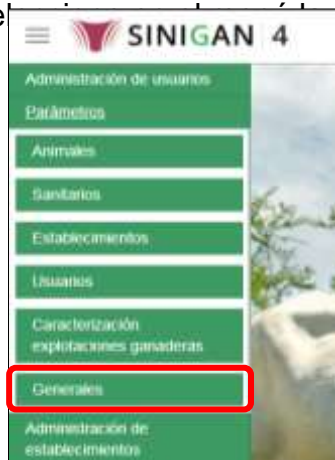 SINIGAN 4
Administración de usuarios
Parámetros
Animales
Sanitarios
Establecimientos
Usuarios
Caracterización
explotaciones ganaderas
Generales
Administración de
establecimientos